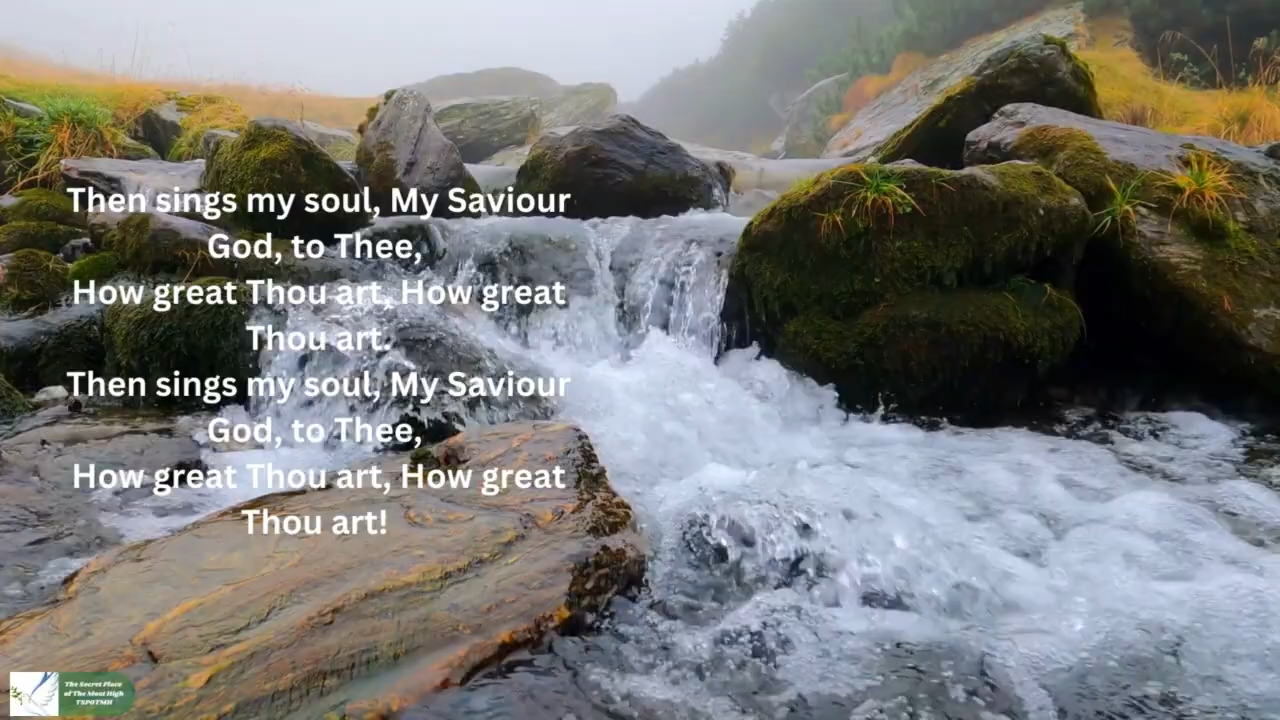 Then sings my soul, My Saviour
God, to Thee,
How great Thou art, How great
Thou art.
Then sings my soul, My Saviour
God, to Thee,
How great Thou art, How great
Thou art!
The Secret Place
of The Most High
TSPOTMH